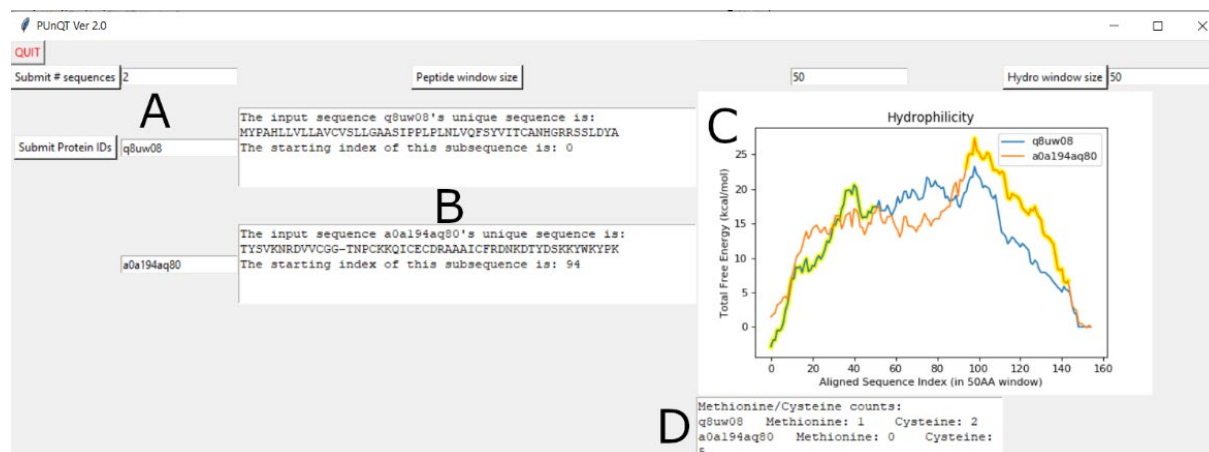 PUnQT Ver 2.0
QUIT
Submit # sequences 2 Peptide window size 50 Hydro window size 50
A
Submit Protein IDs q8uw08
The input sequence q8uw08's unique sequence is:
MYPAHLLVLLAVCVSLLGAASIPPLPLNLVQFSYVITCANHGRRSSLDYA
The starting index of this subsequence is: 0
B
a0a194aq80
The input sequence a0a194aq80's unique sequence is:
TYSVKNRDVVCGG-TNPCKKQICECDRAAAICFRDNKDTYDSKKYWKYPK
The starting index of this subsequence is: 94
C
Hydrophilicity
q8uw08
a0a194aq80
Total Free Energy (kcal/mol)
25
20
15
10
5
0
0 20 40 60 80 100 120 140 160
Aligned Sequence Index (in 50AA window)
D
Methionine/Cysteine counts:
q8uw08 Methionine: 1 Cysteine: 2
a0a194aq80 Methionine: 0 Cysteine: